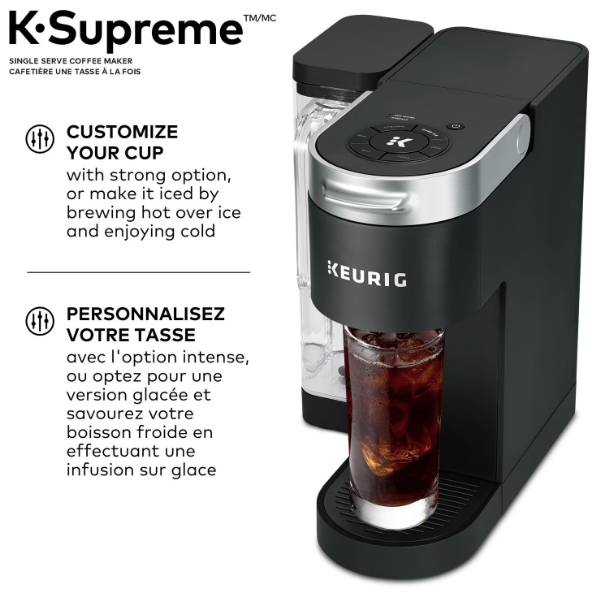 K·Supreme™/MC
SINGLE SERVE COFFEE MAKER
CAFETIÈRE UNE TASSE À LA FOIS
CUSTOMIZE
YOUR CUP
with strong option,
or make it iced by
brewing hot over ice
and enjoying cold
PERSONNALISEZ
VOTRE TASSE
avec l'option intense,
ou optez pour une
version glacée et
savourez votre
boisson froide en
effectuant une
infusion sur glace
KEURIG